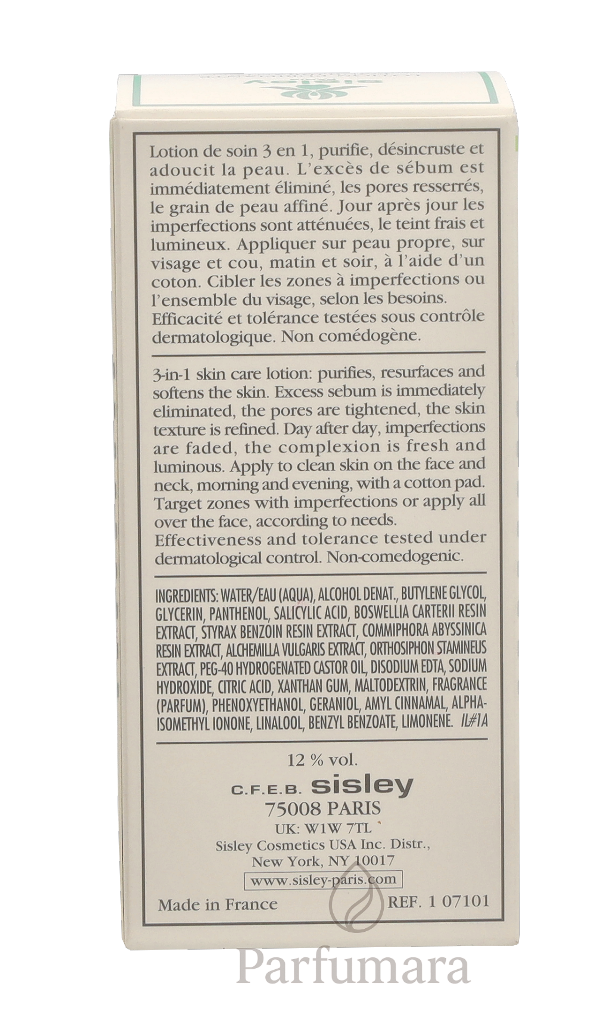 sisley
Lotion de soin 3 en 1, purifie, désincruste et
adoucit la peau. L'excès de sébum est
immédiatement éliminé, les pores resserrés,
le grain de peau affiné. Jour après jour les
imperfections sont atténuées, le teint frais et
lumineux. Appliquer sur peau propre, sur
visage et cou, matin et soir, à l'aide d'un
coton. Cibler les zones à imperfections ou
l'ensemble du visage, selon les besoins.
Efficacité et tolérance testées sous contrôle
dermatologique. Non comédogène.
3-in-1 skin care lotion: purifies, resurfaces and
softens the skin. Excess sebum is immediately
eliminated, the pores are tightened, the skin
texture is refined. Day after day, imperfections
are faded, the complexion is fresh and
luminous. Apply to clean skin on the face and
neck, morning and evening, with a cotton pad.
Target zones with imperfections or apply all
over the face, according to needs.
Effectiveness and tolerance tested under
dermatological control. Non-comedogenic.
INGREDIENTS: WATER/EAU (AQUA), ALCOHOL DENAT., BUTYLENE GLYCOL,
GLYCERIN, PANTHENOL, SALICYLIC ACID, BOSWELLIA CARTERII RESIN
EXTRACT, STYRAX BENZOIN RESIN EXTRACT, COMMIPHORA ABYSSINICA
RESIN EXTRACT, ALCHEMILLA VULGARIS EXTRACT, ORTHOSIPHON STAMINEUS
EXTRACT, PEG-40 HYDROGENATED CASTOR OIL, DISODIUM EDTA, SODIUM
HYDROXIDE, CITRIC ACID, XANTHAN GUM, MALTODEXTRIN, FRAGRANCE
(PARFUM), PHENOXYETHANOL, GERANIOL, AMYL CINNAMAL, ALPHA-
ISOMETHYL IONONE, LINALOOL, BENZYL BENZOATE, LIMONENE. IL#1A
12 % vol.
C.F.E.B. sisley
75008 PARIS
UK: W1W 7TL
Sisley Cosmetics USA Inc. Distr.,
New York, NY 10017
www.sisley-paris.com
Made in France REF. 1 07101
Parfumara